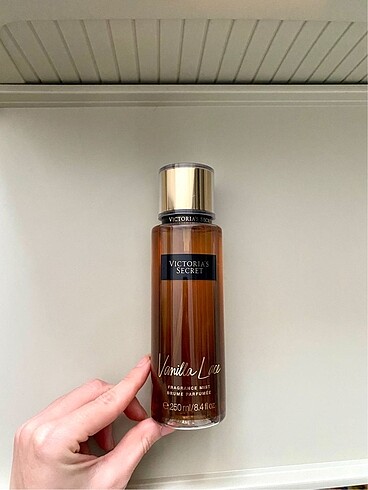 VICTORIA'S SECRET
VICTORIA'S
SECRET
Vanilla Lace
FRAGRANCE MIST
BRUME PARFUMÉE
℮ 250 ml/8.4 fl oz